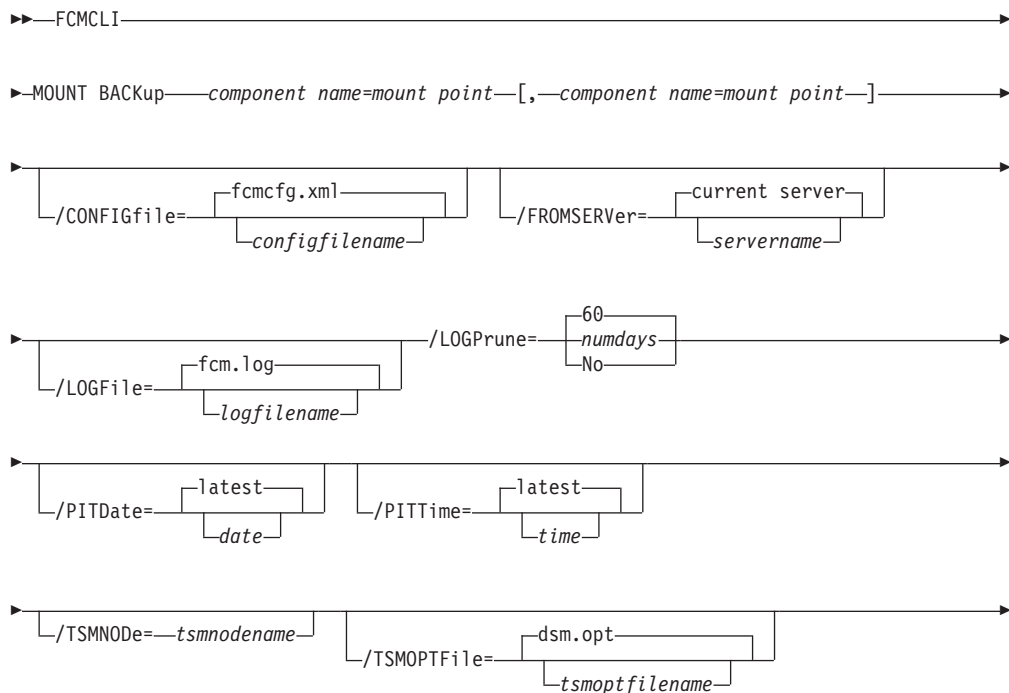 FCMCLI
MOUNT BACKup component name=mount point [, component name=mount point ]
fcmcfg.xml current server
/CONFIGfile= configfilename /FROMSERVer= servername
60
/LOGPrune= numdays
fcm.log No
/LOGFile= logfilename
latest latest
/PITDate= date /PITTime= time
/TSMNODe= tsmnodename dsm.opt
/TSMOPTFile= tsmoptfilename